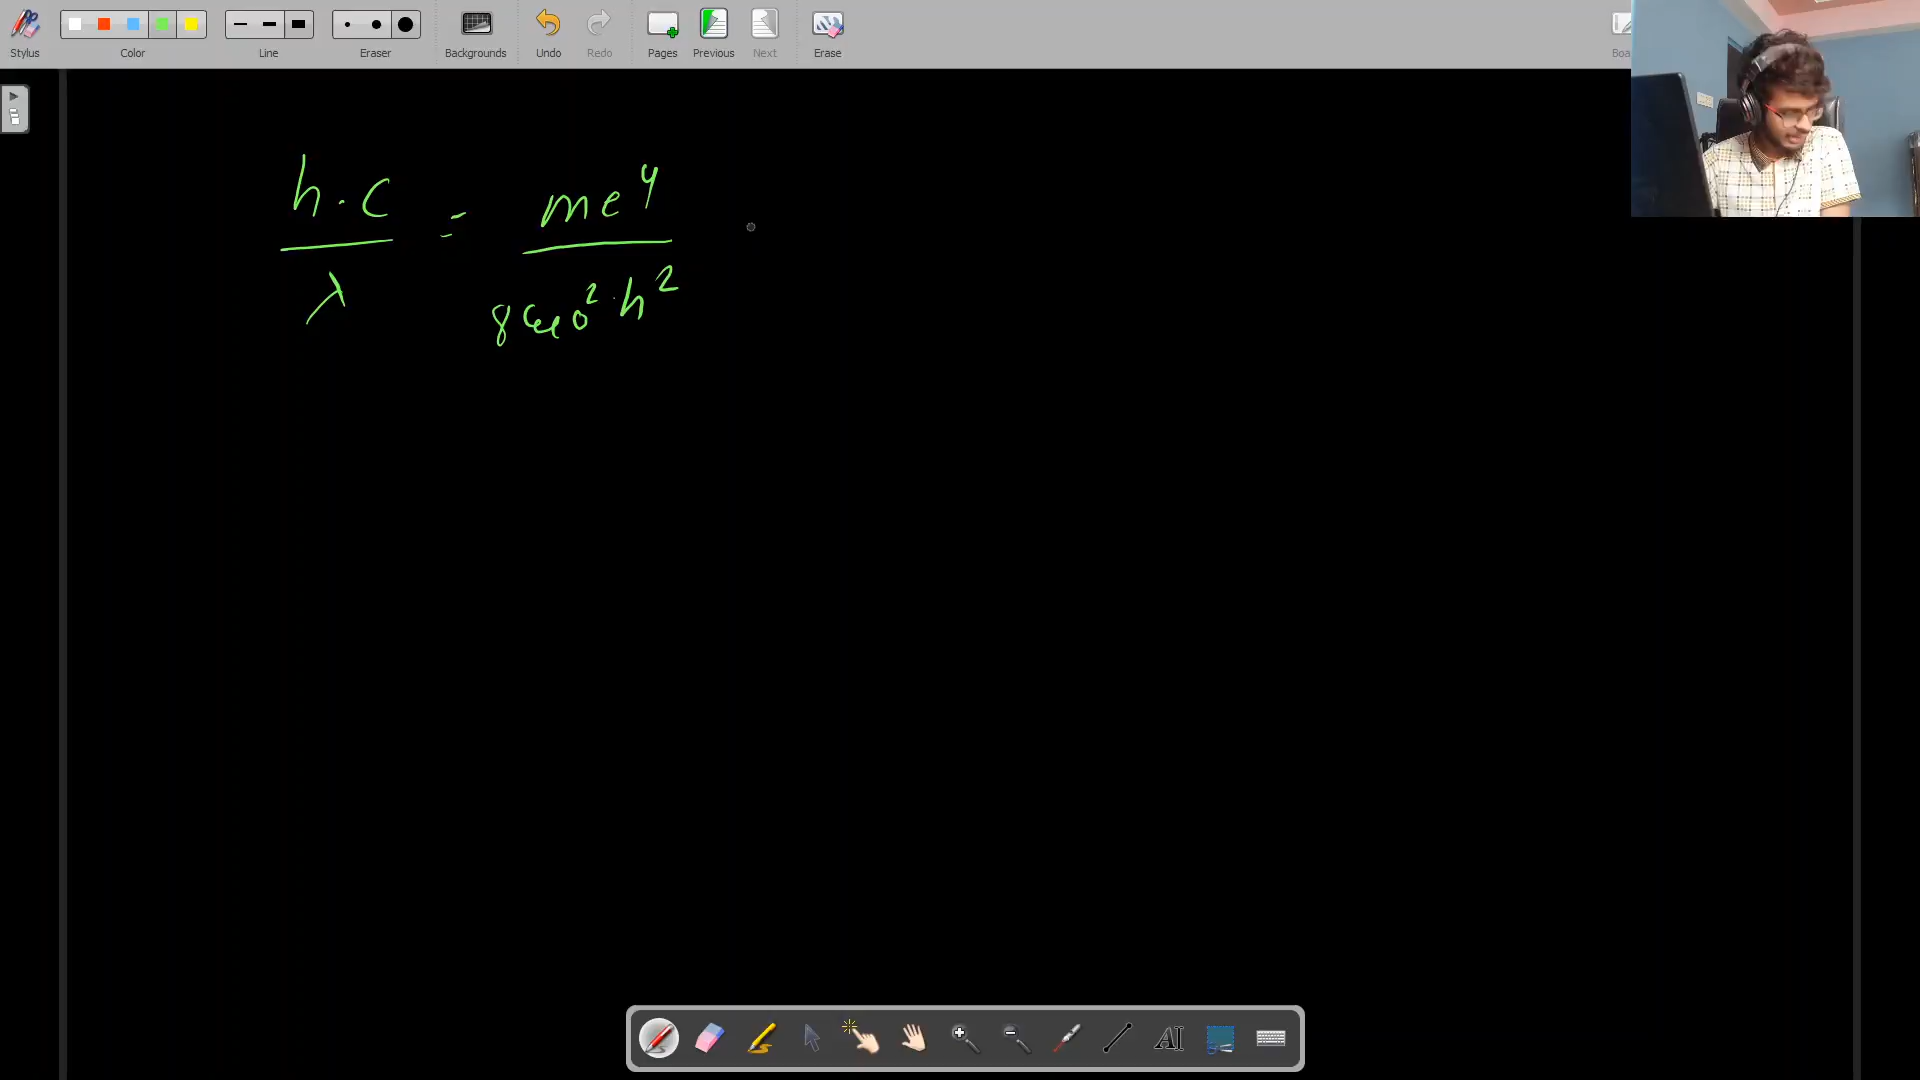 Stylus Color Line Eraser Backgrounds Undo Redo Pages Previous Next Erase
h·c / λ = me⁴ / 8ε₀²·h²